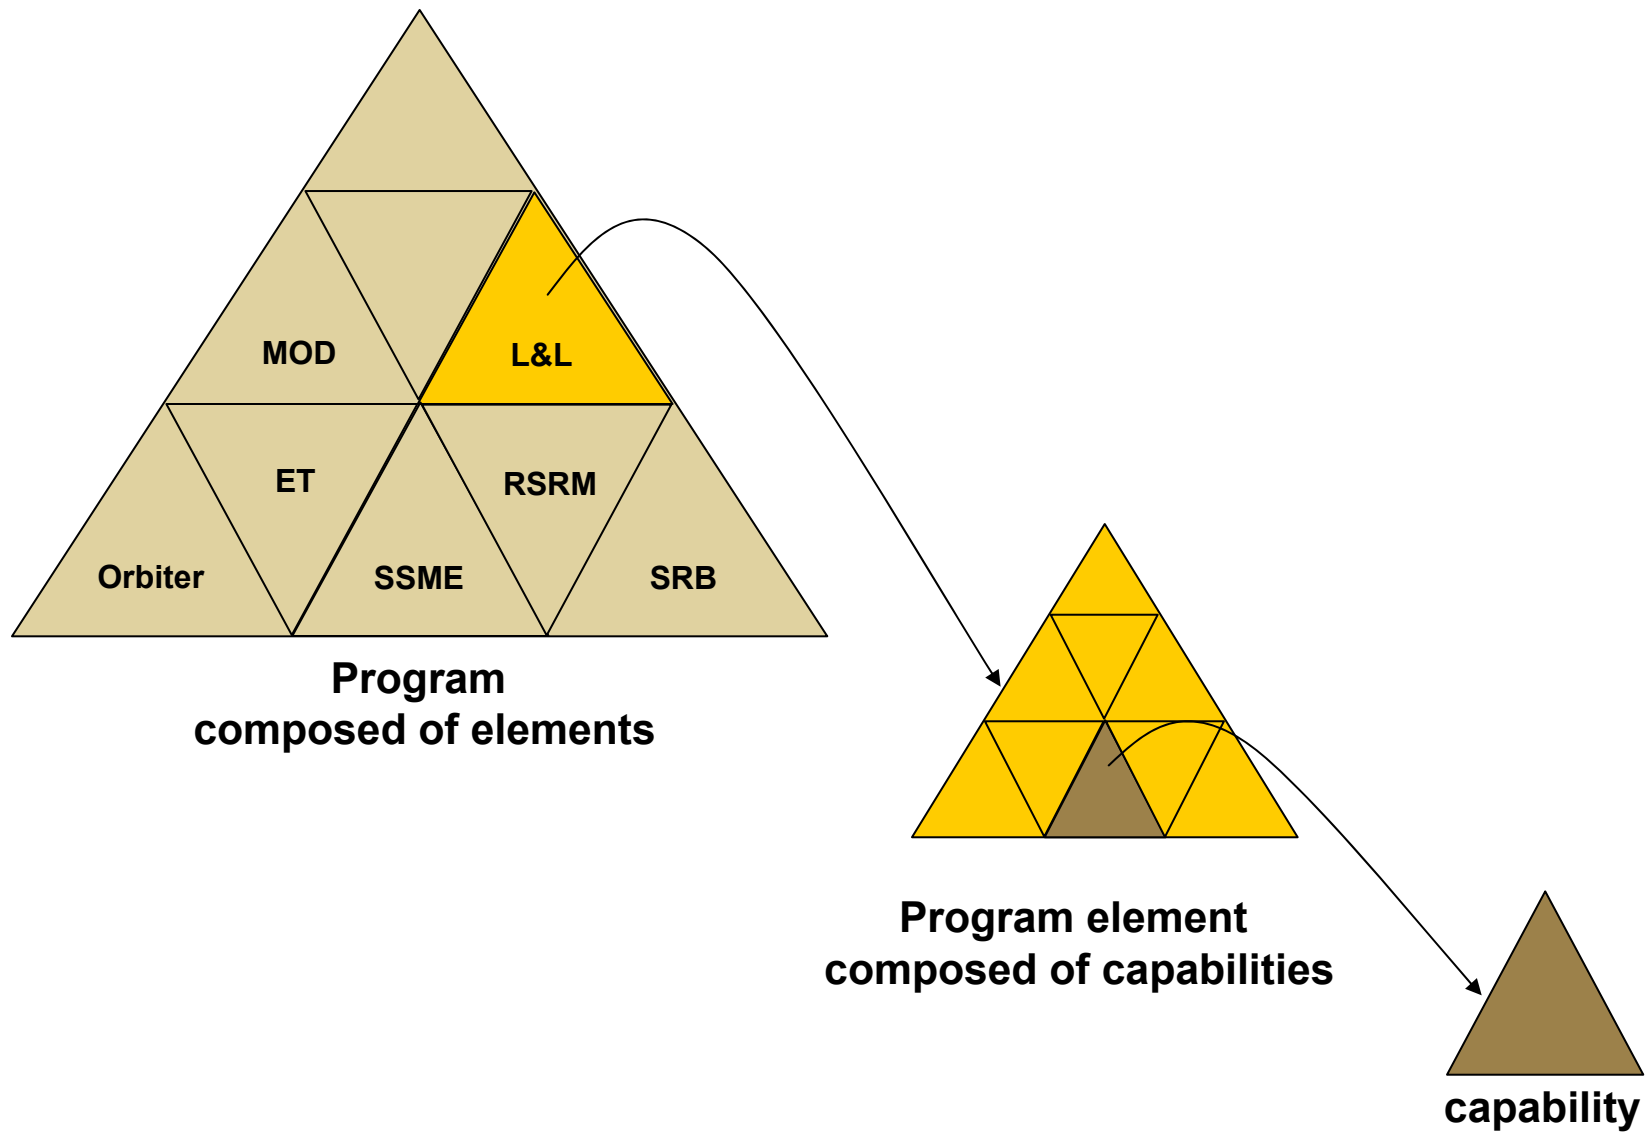 MOD
L&L
ET
RSRM
Orbiter
SSME
SRB
Program
composed of elements
Program element
composed of capabilities
capability